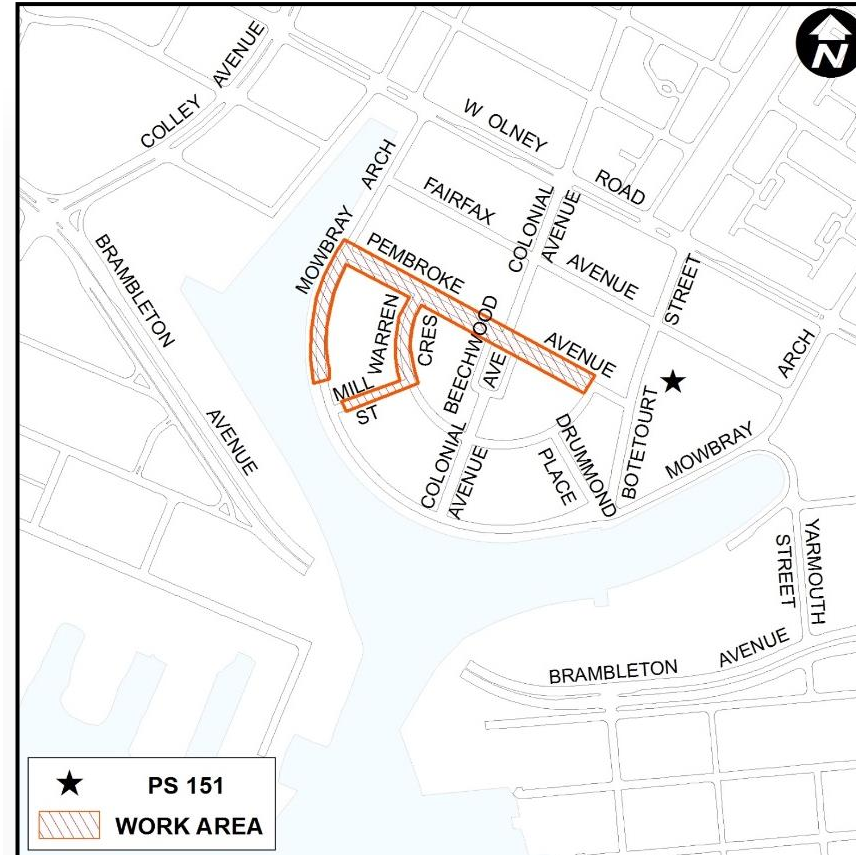 N
COLLEY AVENUE
W OLNEY ROAD
MOWBRAY ARCH
FAIRFAX AVENUE
COLONIAL AVENUE
PEMBROKE AVENUE
BRAMBLETON AVENUE
WARREN CRES
BEECHWOOD AVE
MILL ST
BOTETOURT STREET
MOWBRAY ARCH
DRUMMOND PLACE
COLONIAL AVENUE
YARMOUTH STREET
BRAMBLETON AVENUE
PS 151
WORK AREA